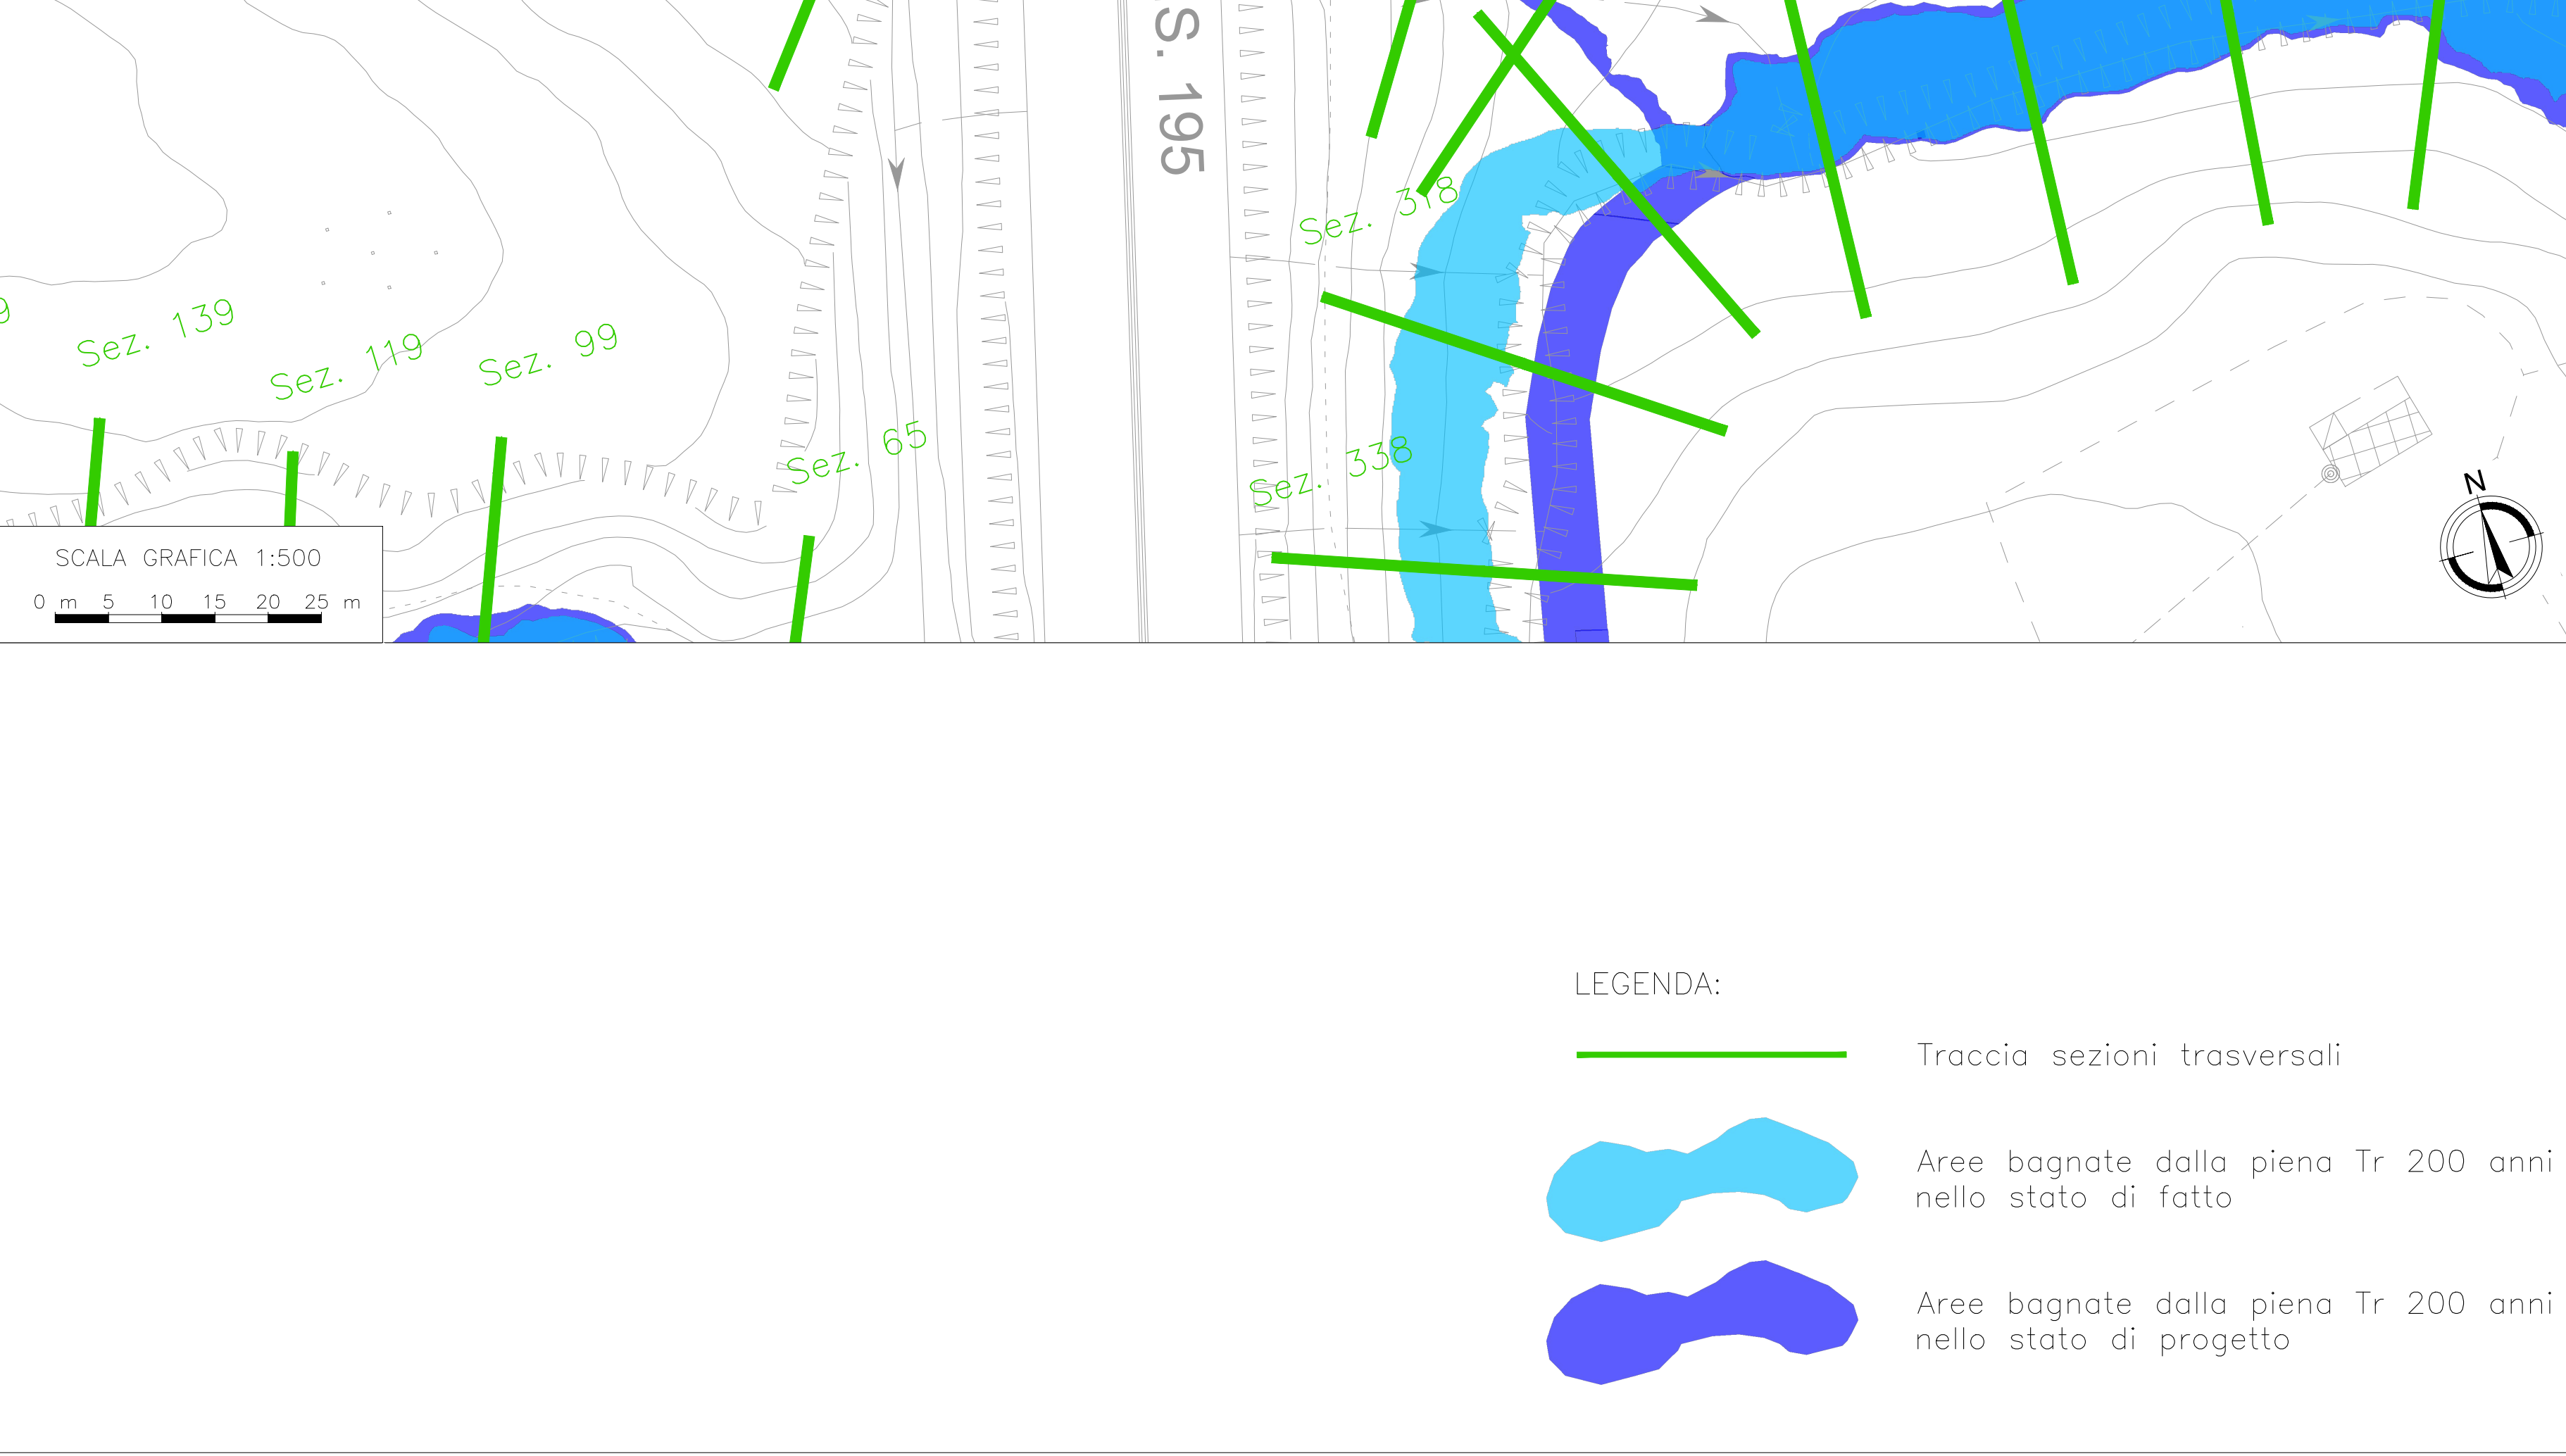 S. 195
Sez. 318
9
Sez. 139
Sez. 119
Sez. 99
Sez. 65
Sez. 338
N
SCALA GRAFICA 1:500
0 m 5 10 15 20 25 m
LEGENDA:
Traccia sezioni trasversali
Aree bagnate dalla piena Tr 200 anni
nello stato di fatto
Aree bagnate dalla piena Tr 200 anni
nello stato di progetto